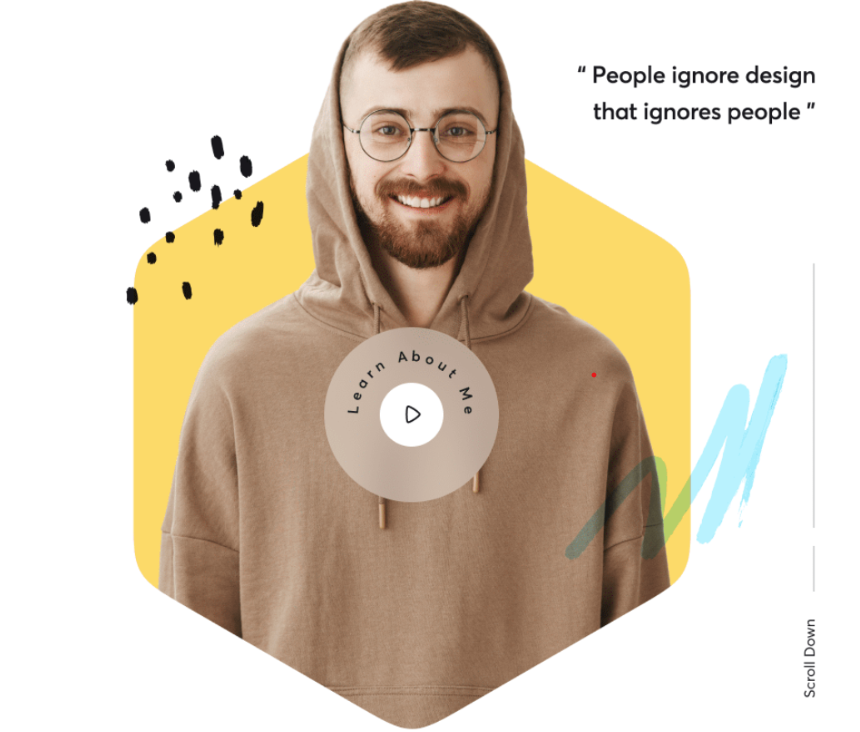 “ People ignore design
that ignores people ”
Learn About Me
Scroll Down